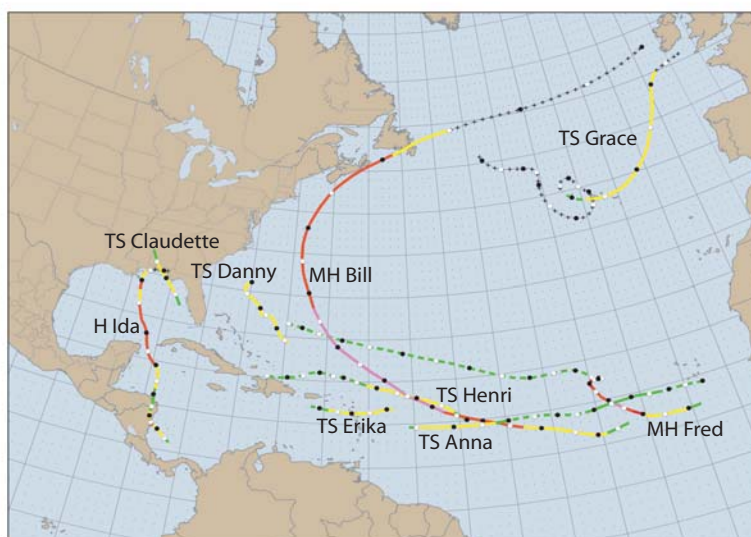 TS Grace
TS Claudette
TS Danny
MH Bill
H Ida
TS Henri
TS Erika
TS Anna
MH Fred